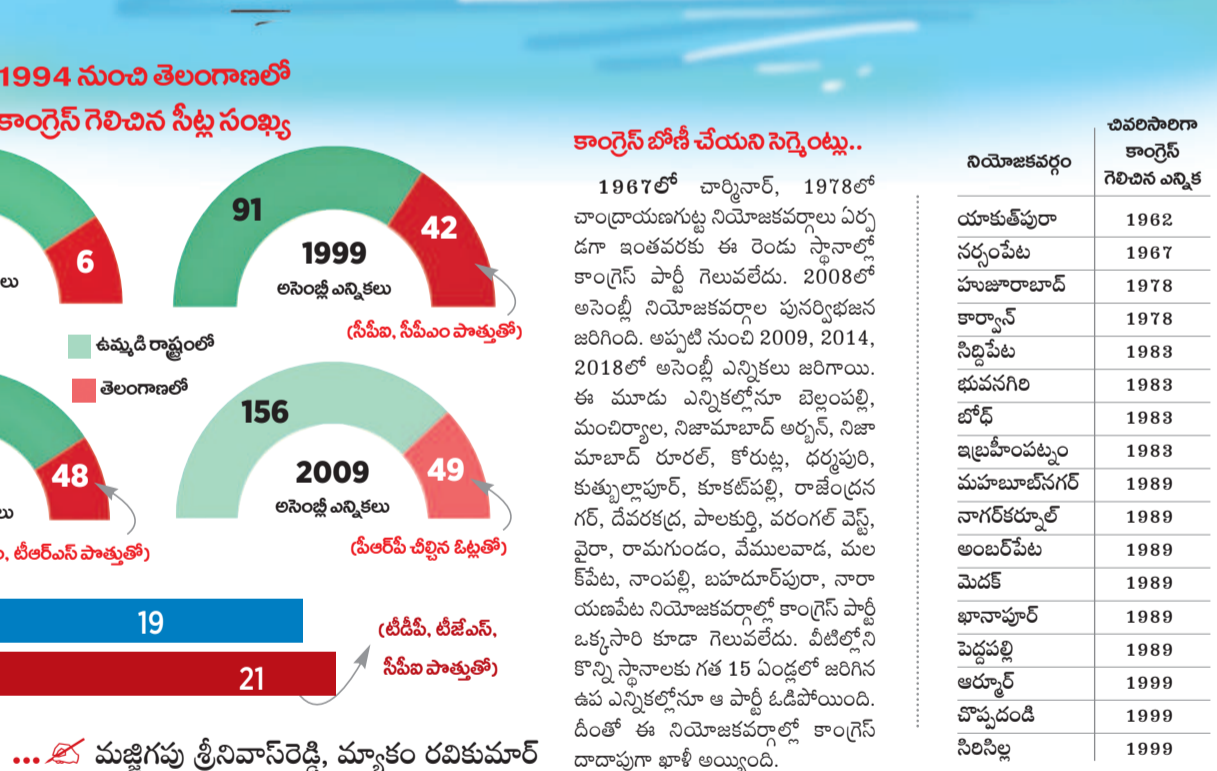 1994 నుంచి తెలంగాణలో
కాంగ్రెస్ గెలిచిన సీట్ల సంఖ్య
6
లు
91
42
1999
అసెంబ్లీ ఎన్నికలు
(సీపీఐ, సీపీఎం పొత్తుతో)
ఉమ్మడి రాష్ట్రంలో
తెలంగాణలో
48
లు
, టీఆర్ఎస్ పొత్తుతో)
156
49
2009
అసెంబ్లీ ఎన్నికలు
(పీఆర్‌పీ చీల్చిన ఓట్లతో)
19
21
(టీడీపీ, టీజేఎస్,
సీపీఐ పొత్తుతో)
... మజ్జిగపు శ్రీనివాస్‌రెడ్డి, మ్యాకం రవికుమార్
కాంగ్రెస్ బోణీ చేయని సెగ్మెంట్లు..
1967లో చార్మినార్, 1978లో
చాంద్రాయణగుట్ట నియోజకవర్గాలు ఏర్ప
డగా ఇంతవరకు ఈ రెండు స్థానాల్లో
కాంగ్రెస్ పార్టీ గెలువలేదు. 2008లో
అసెంబ్లీ నియోజకవర్గాల పునర్విభజన
జరిగింది. అప్పటి నుంచి 2009, 2014,
2018లో అసెంబ్లీ ఎన్నికలు జరిగాయి.
ఈ మూడు ఎన్నికల్లోనూ బెల్లంపల్లి,
మంచిర్యాల, నిజామాబాద్ అర్బన్, నిజా
మాబాద్ రూరల్, కోరుట్ల, ధర్మపురి,
కుత్బుల్లాపూర్, కూకట్‌పల్లి, రాజేంద్రన
గర్, దేవరకద్ర, పాలకుర్తి, వరంగల్ వెస్ట్,
వైరా, రామగుండం, వేములవాడ, మల
క్‌పేట, నాంపల్లి, బహదూర్‌పురా, నారా
యణపేట నియోజకవర్గాల్లో కాంగ్రెస్ పార్టీ
ఒక్కసారి కూడా గెలువలేదు. వీటిల్లోని
కొన్ని స్థానాలకు గత 15 ఏండ్లలో జరిగిన
ఉప ఎన్నికల్లోనూ ఆ పార్టీ ఓడిపోయింది.
దీంతో ఈ నియోజకవర్గాల్లో కాంగ్రెస్
దాదాపుగా ఖాళీ అయ్యింది.
నియోజకవర్గం చివరిసారిగా
కాంగ్రెస్
గెలిచిన ఎన్నిక
యాకుత్‌పురా 1962
నర్సంపేట 1967
హుజూరాబాద్ 1978
కార్వాన్ 1978
సిద్దిపేట 1983
భువనగిరి 1983
బోధ్ 1983
ఇబ్రహీంపట్నం 1983
మహబూబ్‌నగర్ 1989
నాగర్‌కర్నూల్ 1989
అంబర్‌పేట 1989
మెదక్ 1989
ఖానాపూర్ 1989
పెద్దపల్లి 1989
ఆర్మూర్ 1999
చొప్పదండి 1999
సిరిసిల్ల 1999